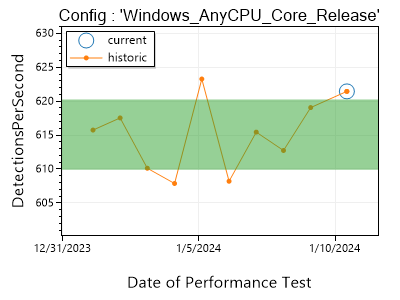 Config : 'Windows_AnyCPU_Core_Release'
current
historic
DetectionsPerSecond
630
625
620
615
610
605
12/31/2023
1/5/2024
1/10/2024
Date of Performance Test